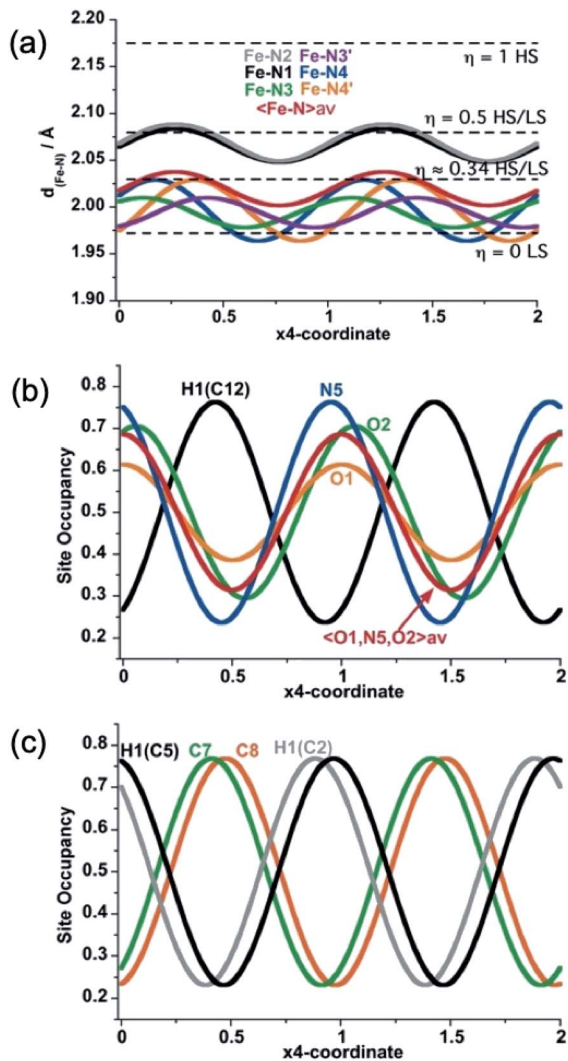 (a)
2.20
2.15
2.10
2.05
2.00
1.95
1.90
d(Fe-N) / Å
Fe-N2 Fe-N3'
Fe-N1 Fe-N4
Fe-N3 Fe-N4'
<Fe-N>av
η = 1 HS
η = 0.5 HS/LS
η ≈ 0.34 HS/LS
η = 0 LS
0 0.5 1 1.5 2
x4-coordinate
(b)
0.8
0.7
0.6
0.5
0.4
0.3
0.2
Site Occupancy
H1(C12) N5
O2
O1
<O1,N5,O2>av
0 0.5 1 1.5 2
x4-coordinate
(c)
0.8
0.7
0.6
0.5
0.4
0.3
0.2
Site Occupancy
H1(C5) C7 C8 H1(C2)
0 0.5 1 1.5 2
x4-coordinate